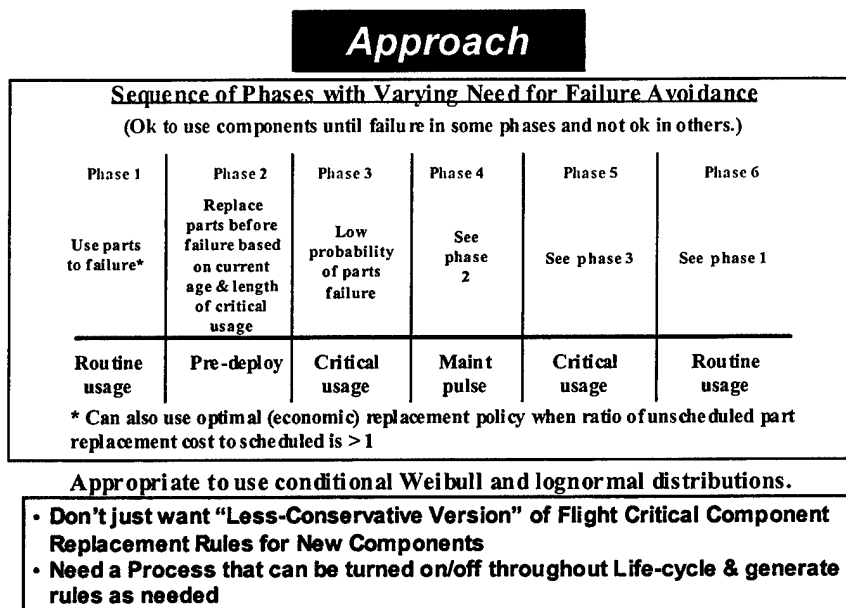 Approach
Sequence of Phases with Varying Need for Failure Avoidance
(Ok to use components until failure in some phases and not ok in others.)
Phase 1
Use parts
to failure*
Routine
usage
Phase 2
Replace
parts before
failure based
on current
age & length
of critical
usage
Pre-deploy
Phase 3
Low
probability
of parts
failure
Critical
usage
Phase 4
See
phase
2
Maint
pulse
Phase 5
See phase 3
Critical
usage
Phase 6
See phase 1
Routine
usage
* Can also use optimal (economic) replacement policy when ratio of unscheduled part
replacement cost to scheduled is > 1
Appropriate to use conditional Weibull and lognormal distributions.
• Don't just want “Less-Conservative Version” of Flight Critical Component
Replacement Rules for New Components
• Need a Process that can be turned on/off throughout Life-cycle & generate
rules as needed